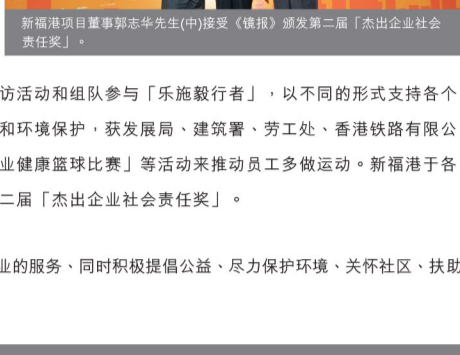 新福港项目董事郭志华先生(中)接受《镜报》颁发第二届「杰出企业社会
责任奖」。
访活动和组队参与「乐施毅行者」，以不同的形式支持各个
和环境保护，获发展局、建筑署、劳工处、香港铁路有限公
业健康篮球比赛」等活动来推动员工多做运动。新福港于各
二届「杰出企业社会责任奖」。
业的服务、同时积极提倡公益、尽力保护环境、关怀社区、扶助